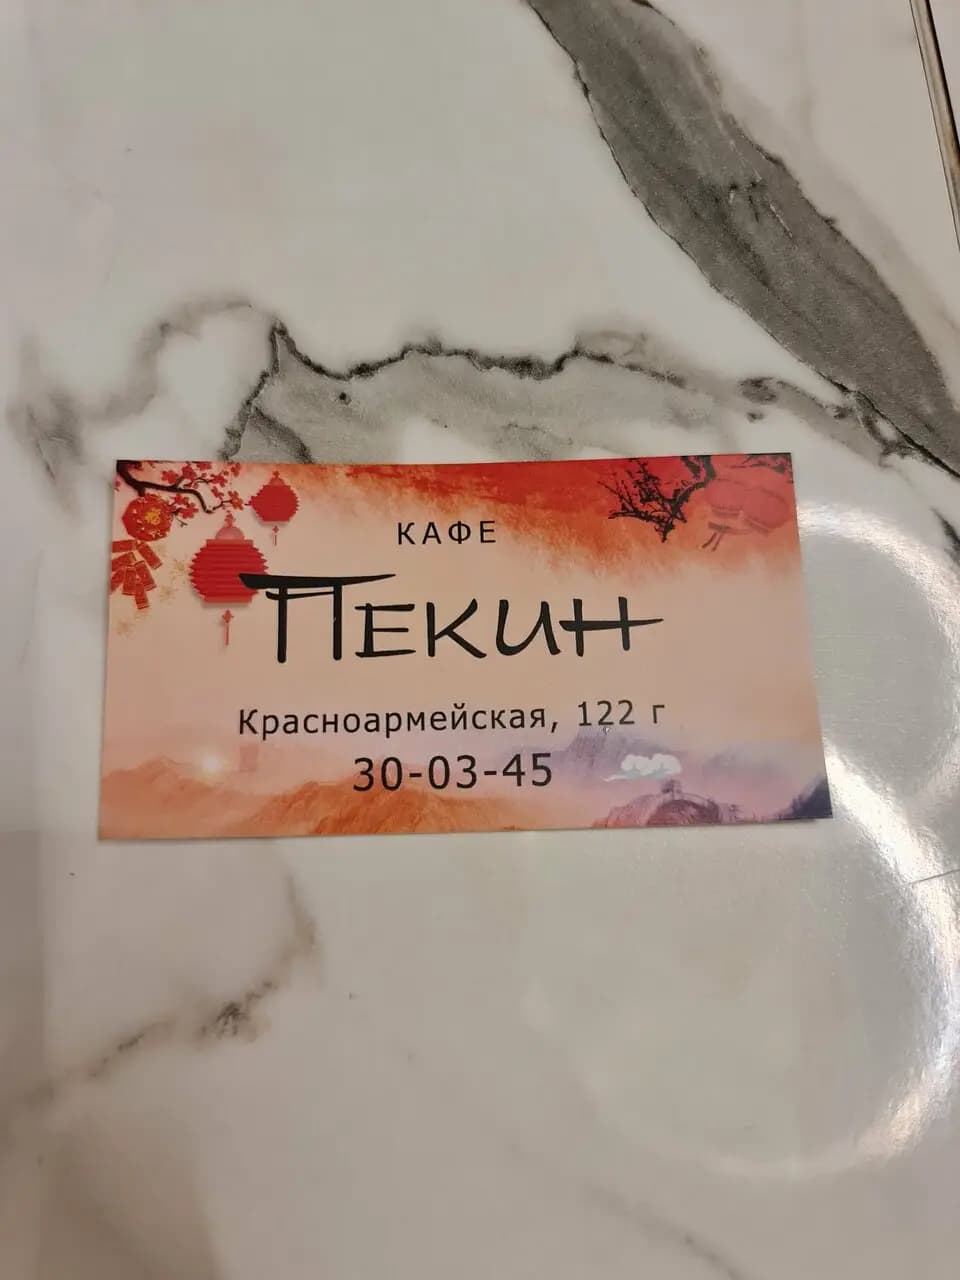 КАФЕ
ПЕКИН
Красноармейская, 122 г
30-03-45